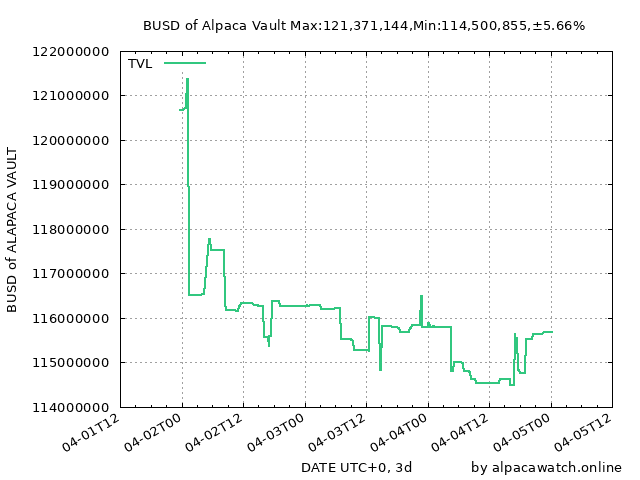 BUSD of Alpaca Vault Max:121,371,144,Min:114,500,855,±5.66%
TVL
122000000
121000000
120000000
119000000
118000000
117000000
116000000
115000000
114000000
BUSD of ALAPACA VAULT
04-01T12
04-02T00
04-02T12
04-03T00
04-03T12
04-04T00
04-04T12
04-05T00
04-05T12
DATE UTC+0, 3d
by alpacawatch.online